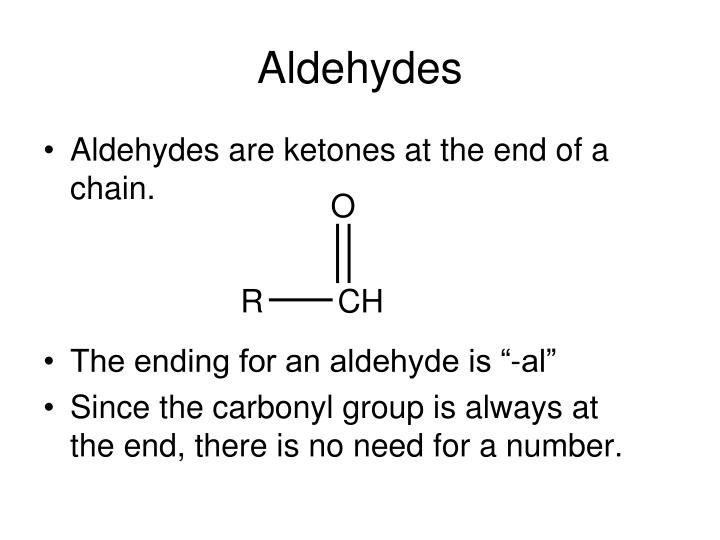 Aldehydes
• Aldehydes are ketones at the end of a
chain.
O
R CH
• The ending for an aldehyde is “-al”
• Since the carbonyl group is always at
the end, there is no need for a number.